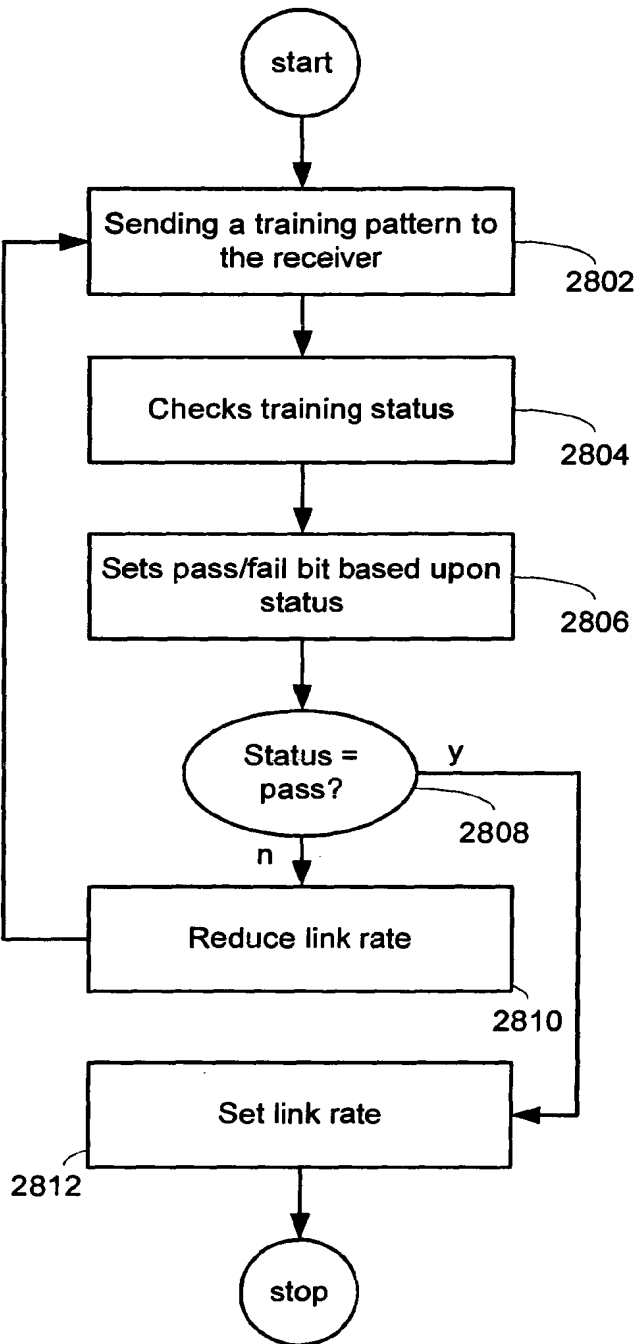 start
Sending a training pattern to
the receiver
2802
Checks training status
2804
Sets pass/fail bit based upon
status
2806
Status =
pass?
y
2808
n
Reduce link rate
2810
Set link rate
2812
stop